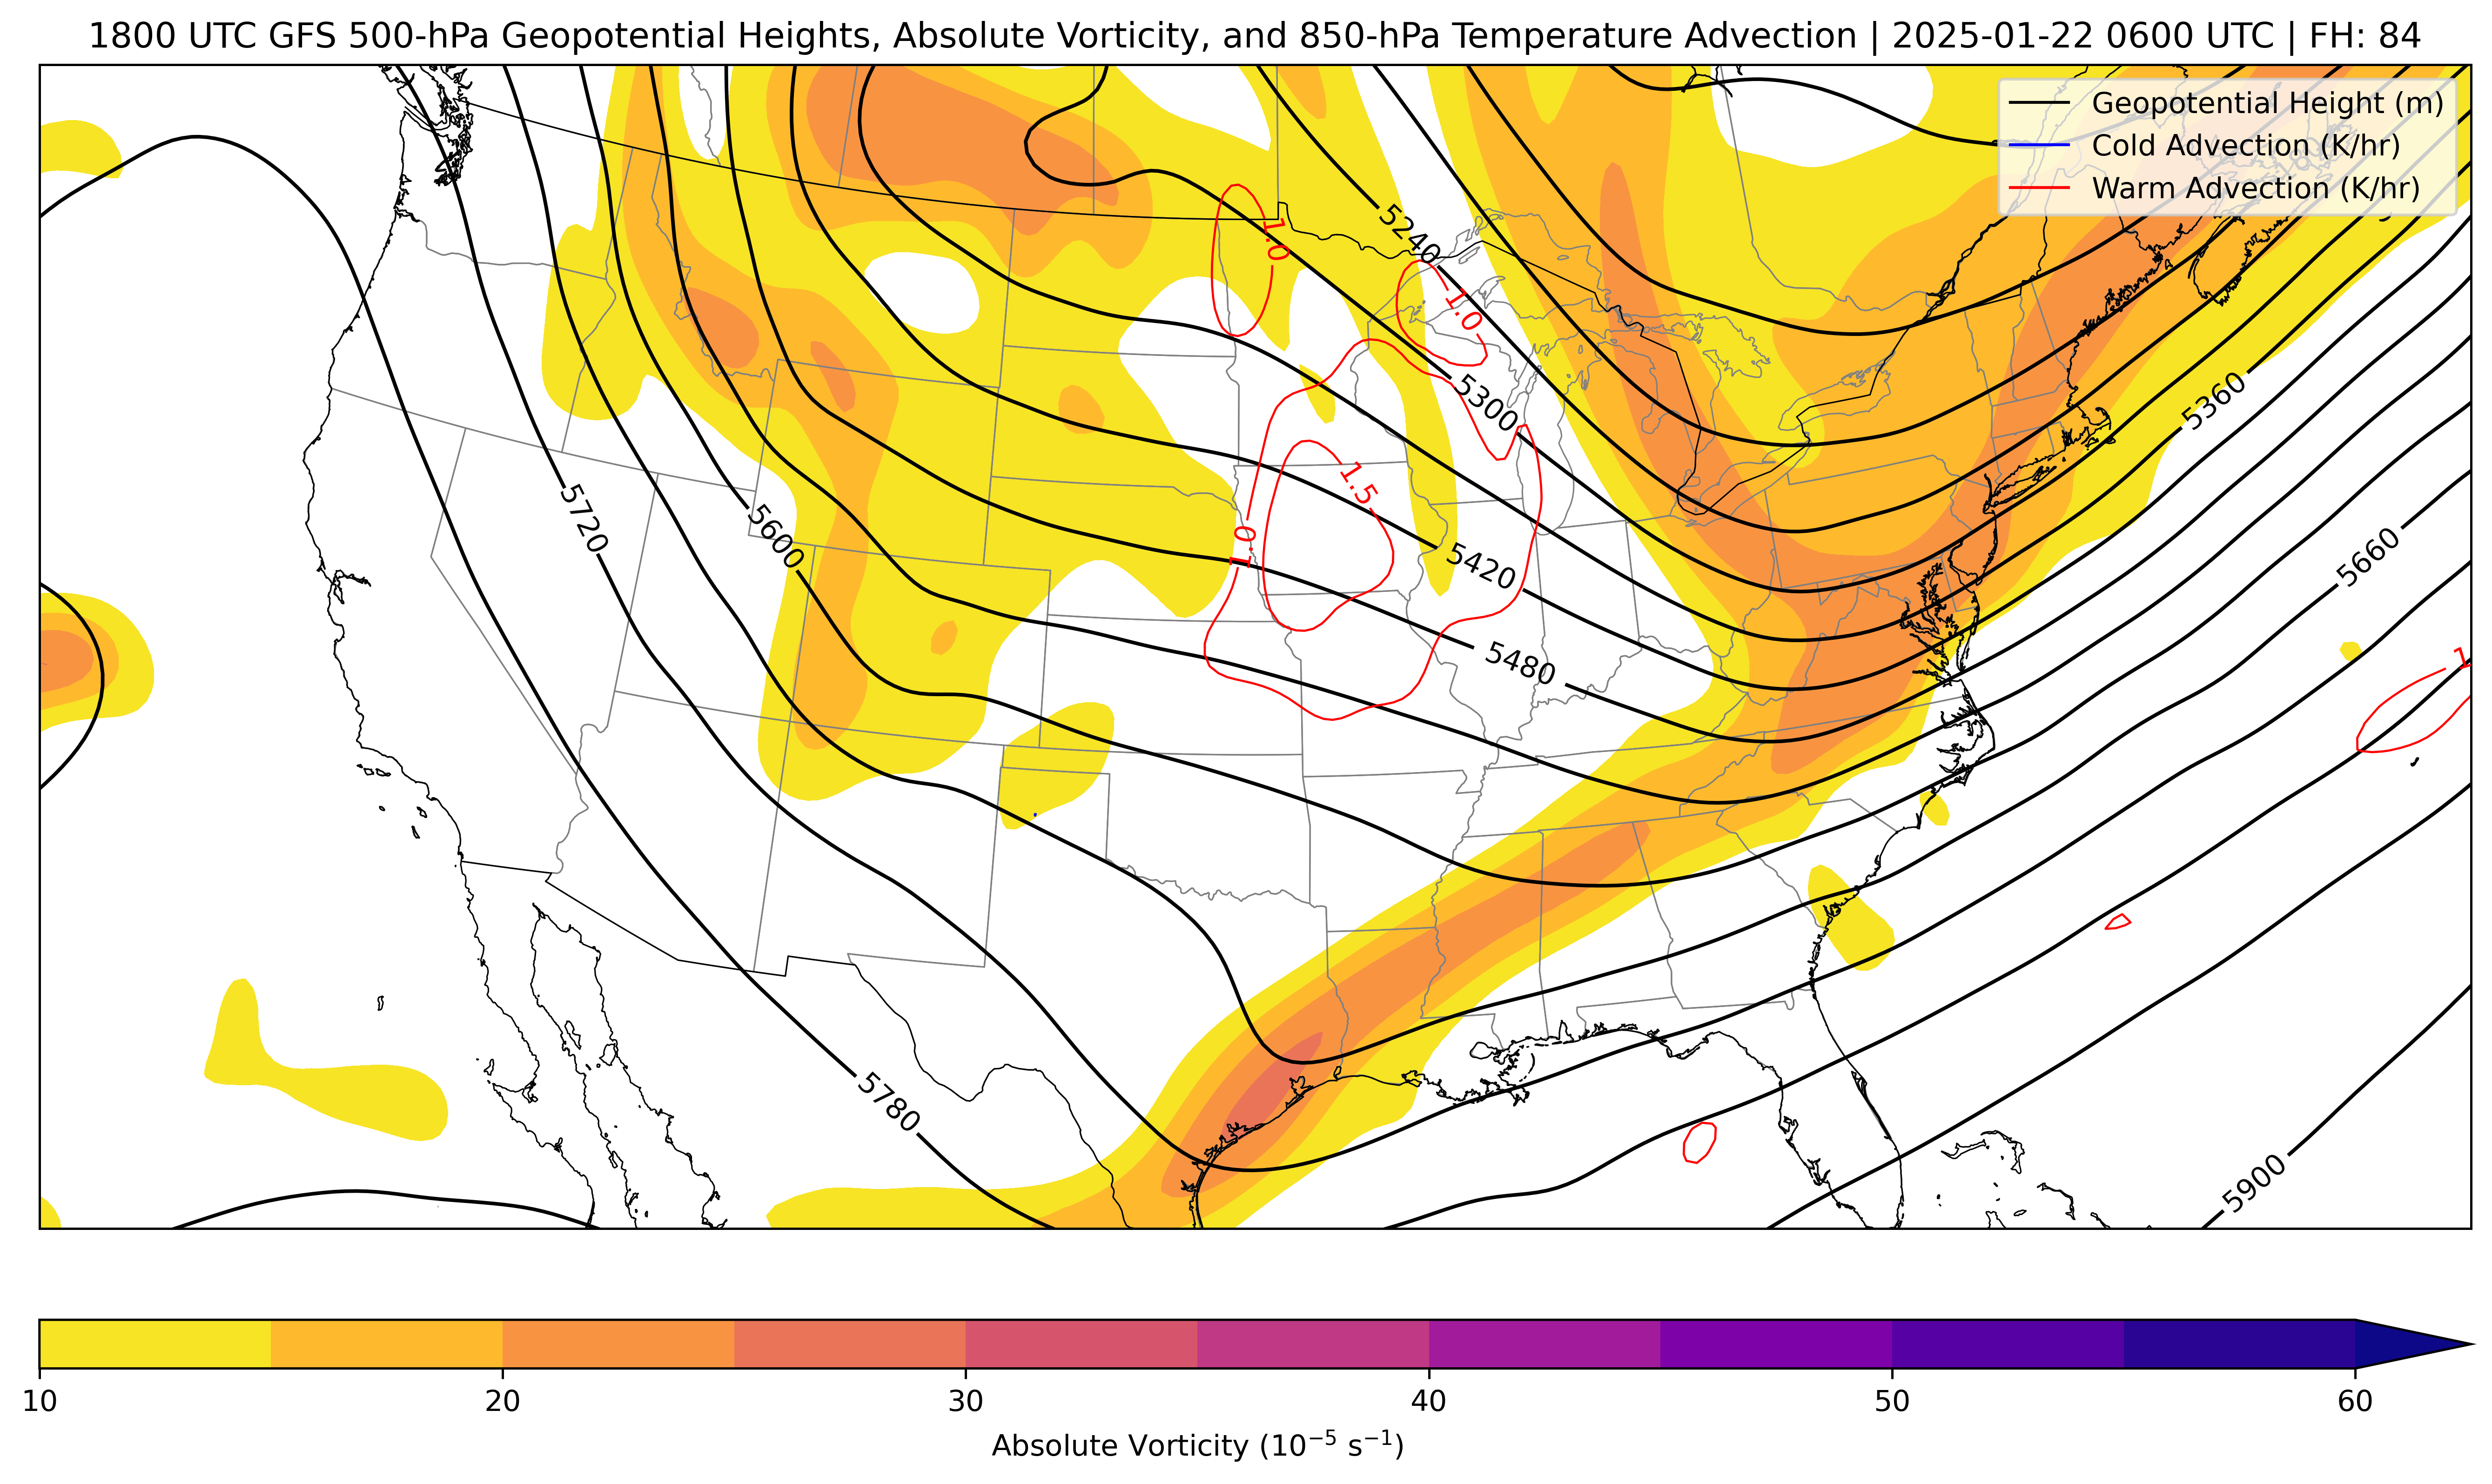 1800 UTC GFS 500-hPa Geopotential Heights, Absolute Vorticity, and 850-hPa Temperature Advection | 2025-01-22 0600 UTC | FH: 84
Geopotential Height (m)
Cold Advection (K/hr)
Warm Advection (K/hr)
5240
1.0
1.0
5300
5360
1.5
5720
5600
1.0
5420
5660
5480
5780
5900
10 20 30 40 50 60
Absolute Vorticity (10⁻⁵ s⁻¹)